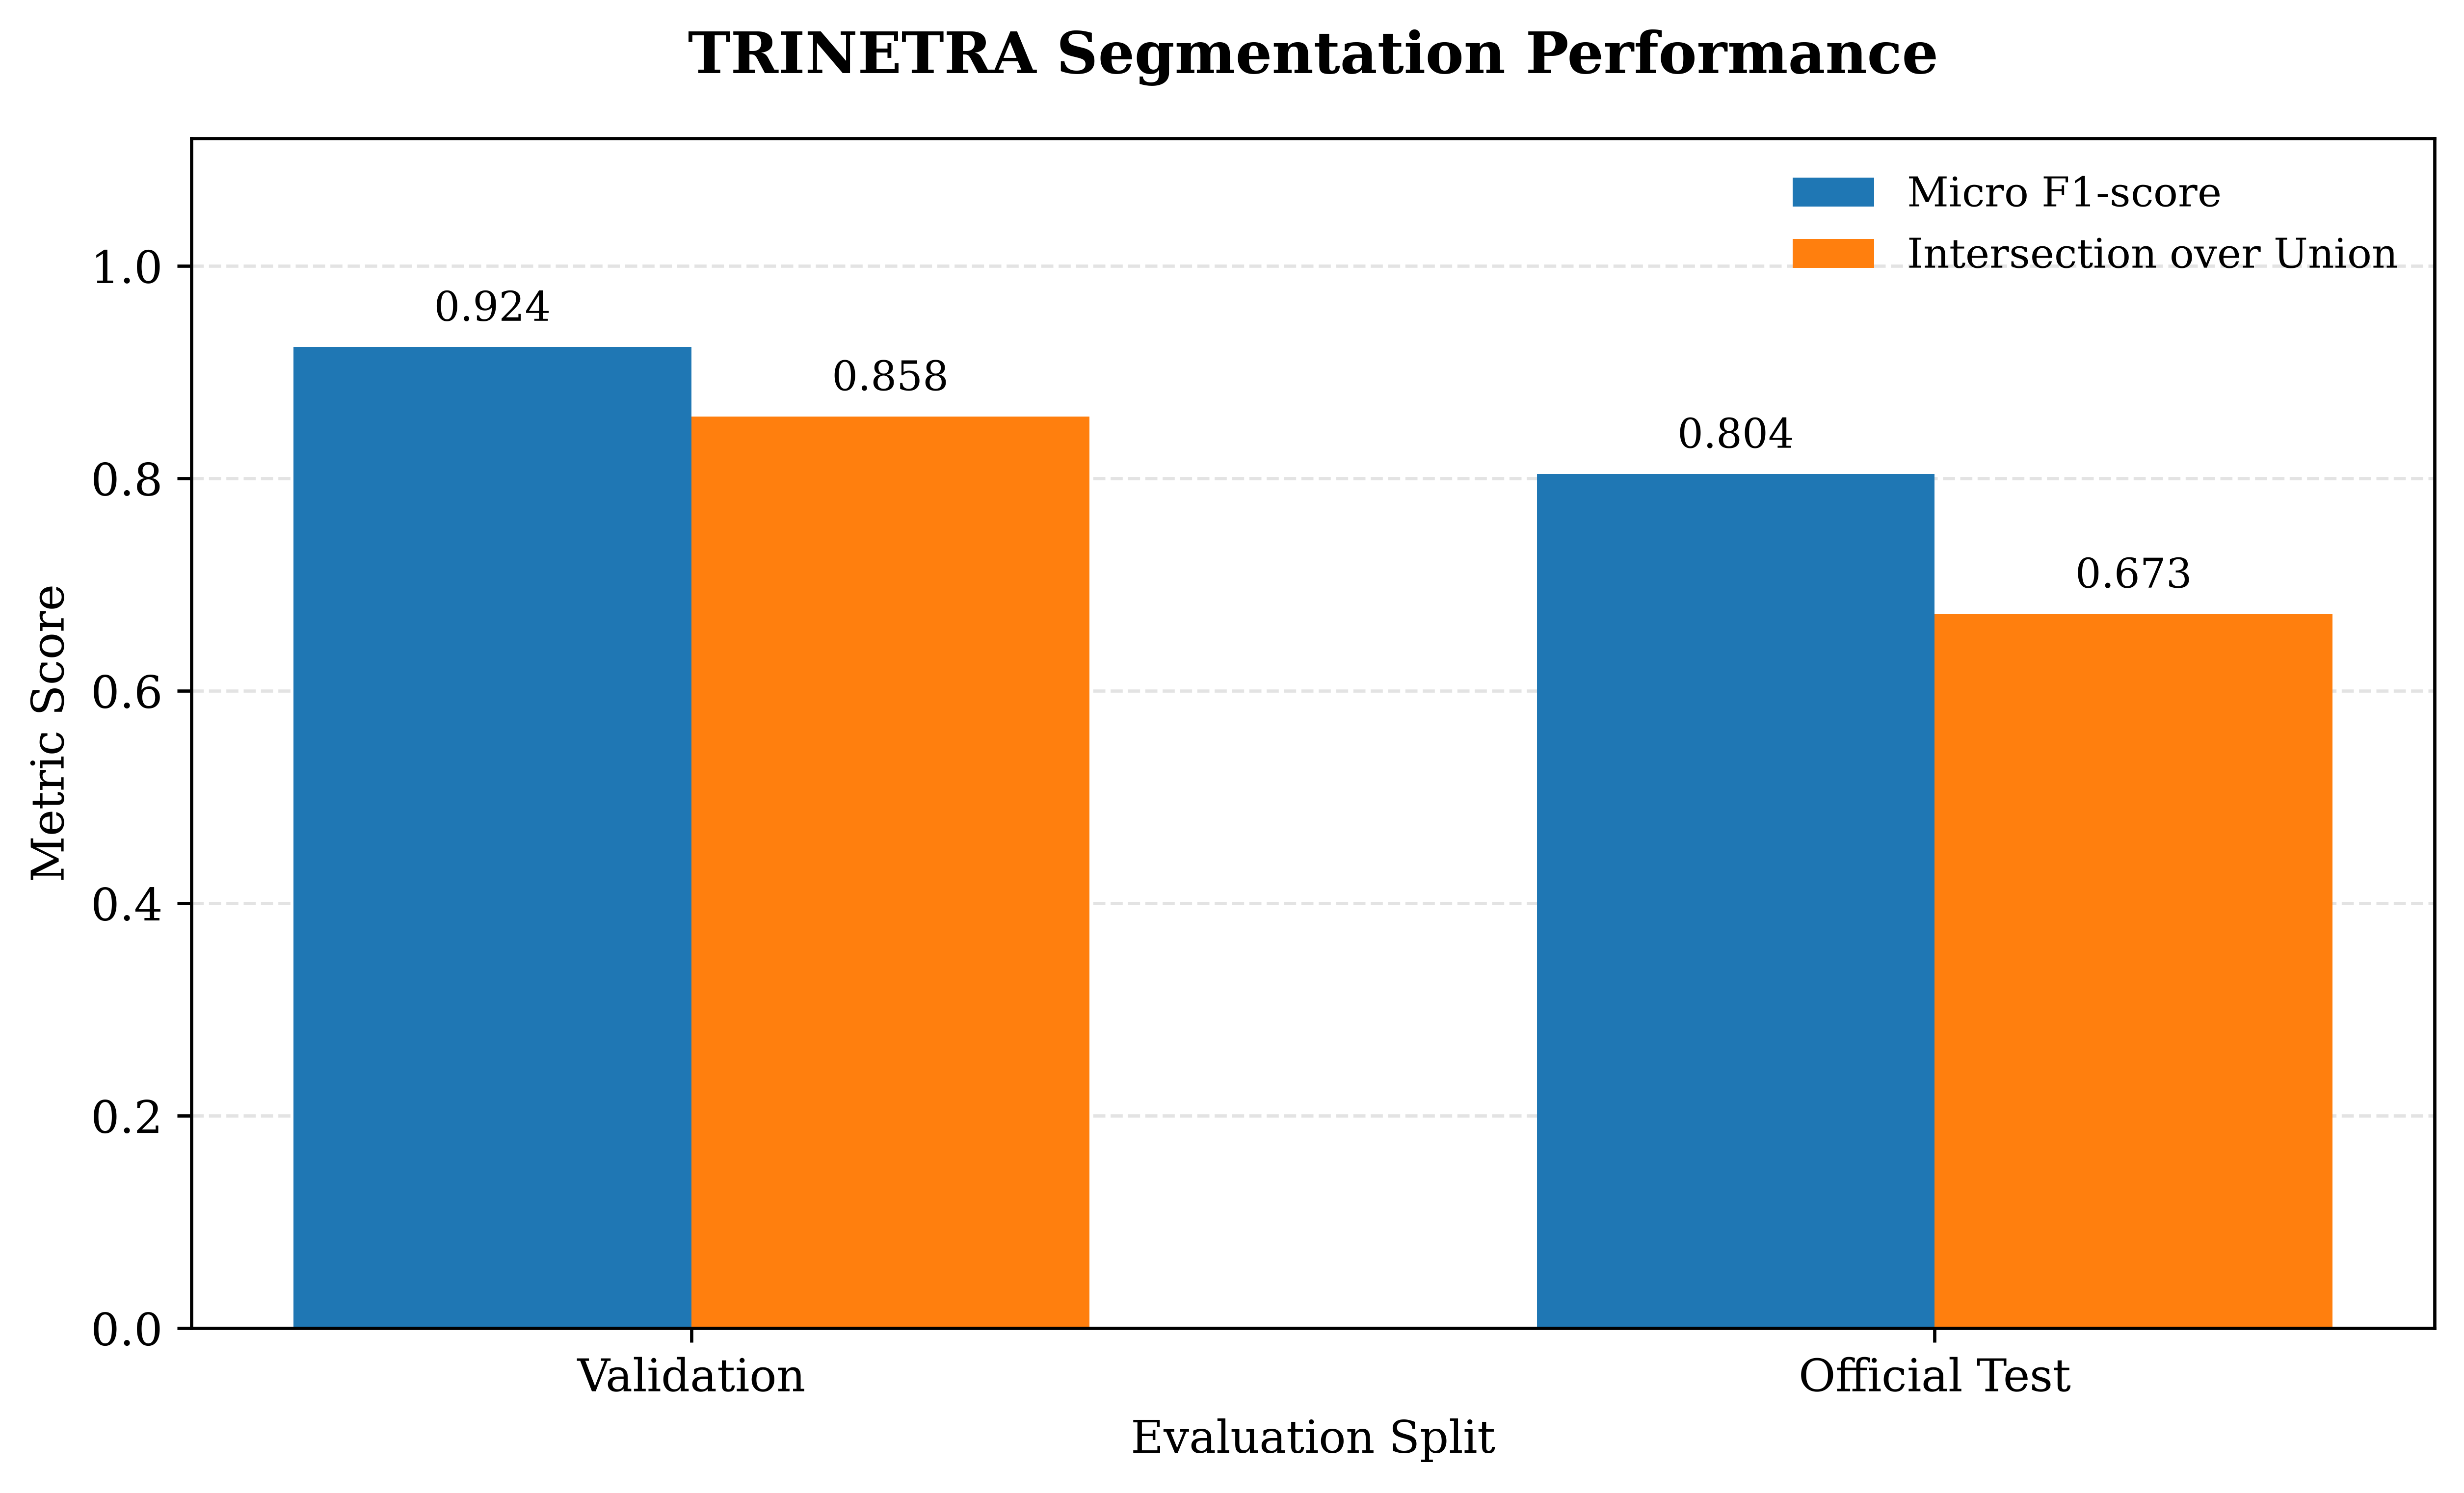 TRINETRA Segmentation Performance
Micro F1-score
Intersection over Union
1.0
0.8
0.6
0.4
0.2
0.0
Metric Score
0.924
0.858
0.804
0.673
Validation
Official Test
Evaluation Split